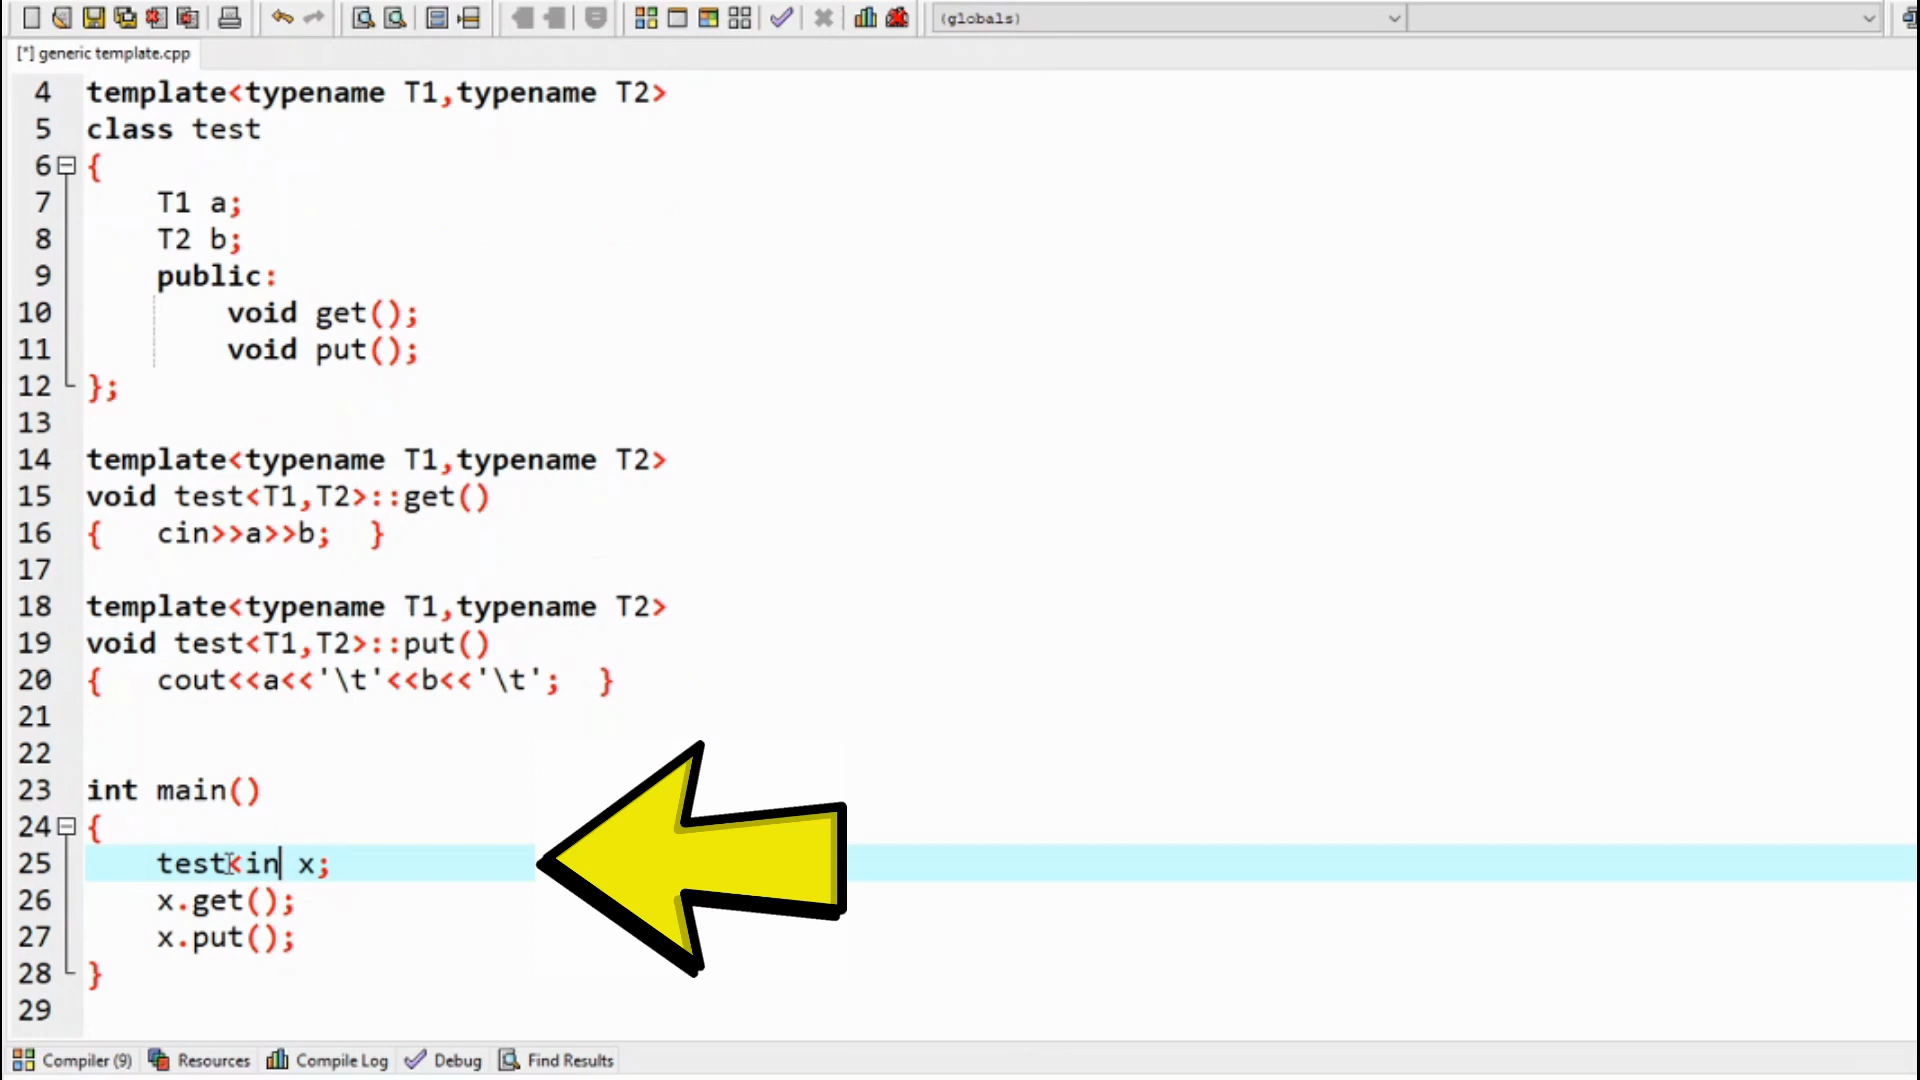 (globals)
[*] generic template.cpp
4 template<typename T1,typename T2>
5 class test
6 {
7 T1 a;
8 T2 b;
9 public:
10 void get();
11 void put();
12 };
13
14 template<typename T1,typename T2>
15 void test<T1,T2>::get()
16 { cin>>a>>b; }
17
18 template<typename T1,typename T2>
19 void test<T1,T2>::put()
20 { cout<<a<<'\t'<<b<<'\t'; }
21
22
23 int main()
24 {
25 test<in x;
26 x.get();
27 x.put();
28 }
29
Compiler (9) Resources Compile Log Debug Find Results